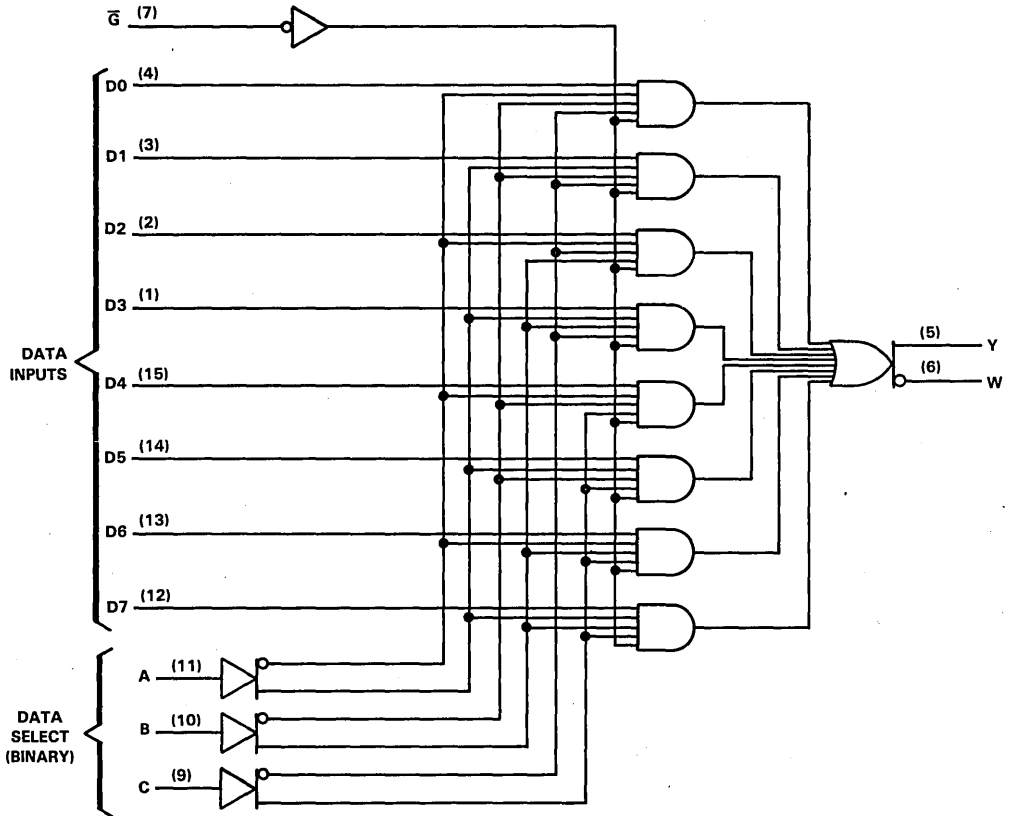 G̅ (7)
D0 (4)
D1 (3)
D2 (2)
D3 (1)
DATA
INPUTS
D4 (15)
D5 (14)
D6 (13)
D7 (12)
(5) Y
(6) W
DATA
SELECT
(BINARY)
A (11)
B (10)
C (9)